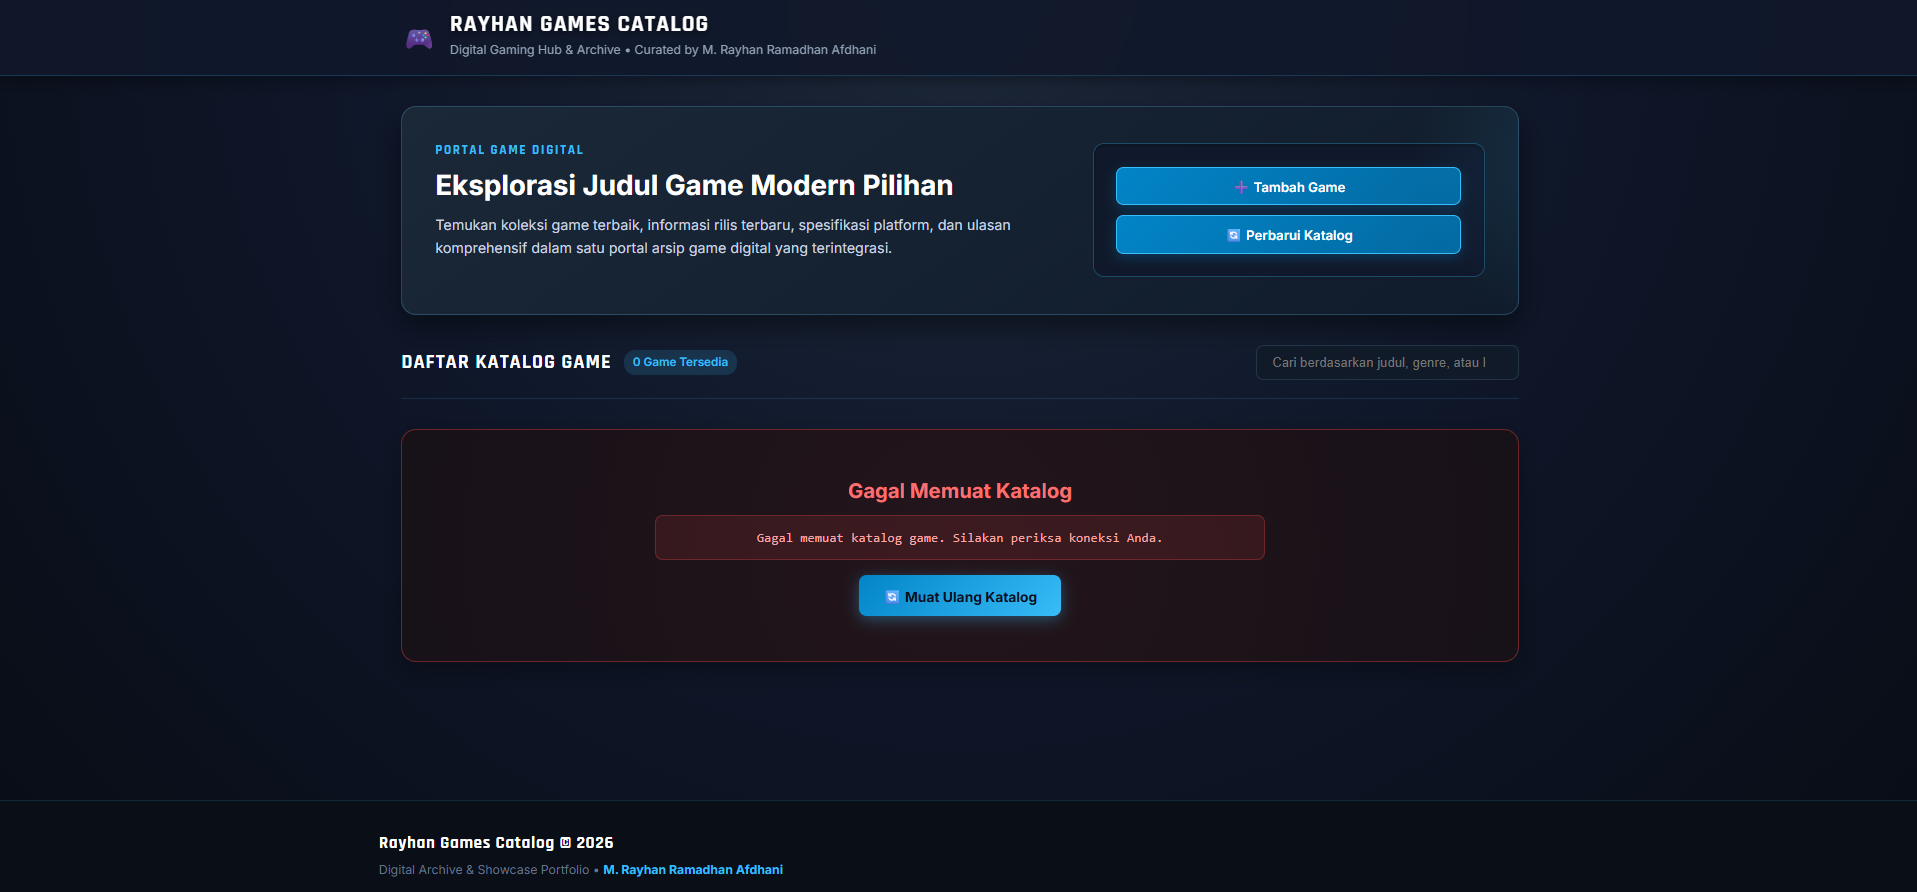 RAYHAN GAMES CATALOG
Digital Gaming Hub & Archive • Curated by M. Rayhan Ramadhan Afdhani
PORTAL GAME DIGITAL
Eksplorasi Judul Game Modern Pilihan
Temukan koleksi game terbaik, informasi rilis terbaru, spesifikasi platform, dan ulasan
komprehensif dalam satu portal arsip game digital yang terintegrasi.
Tambah Game
Perbarui Katalog
DAFTAR KATALOG GAME
0 Game Tersedia
Cari berdasarkan judul, genre, atau
Gagal Memuat Katalog
Gagal memuat katalog game. Silakan periksa koneksi Anda.
Muat Ulang Katalog
Rayhan Games Catalog © 2026
Digital Archive & Showcase Portfolio • M. Rayhan Ramadhan Afdhani